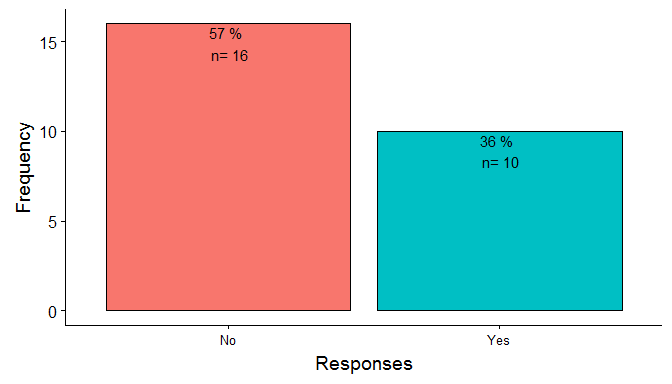 57 %
n= 16
36 %
n= 10
15
10
5
0
Frequency
No
Yes
Responses